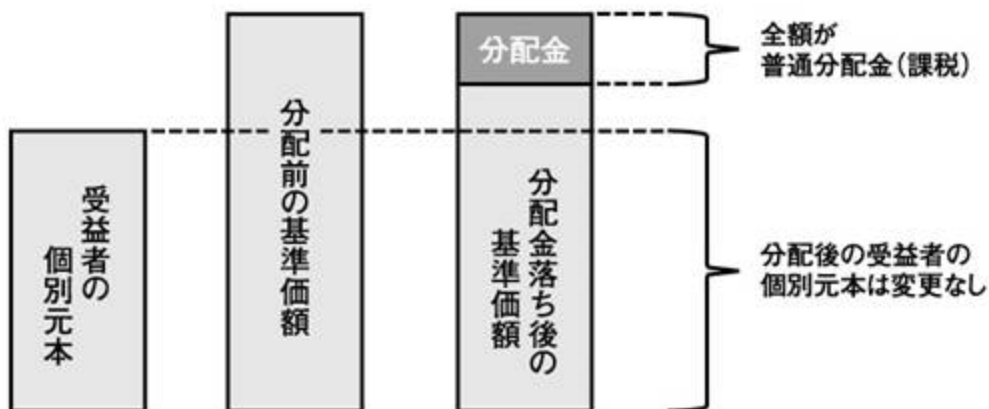 受益者の
個別元本
分配前の基準価額
分配金
分配金落ち後の
基準価額
全額が
普通分配金(課税)
分配後の受益者の
個別元本は変更なし